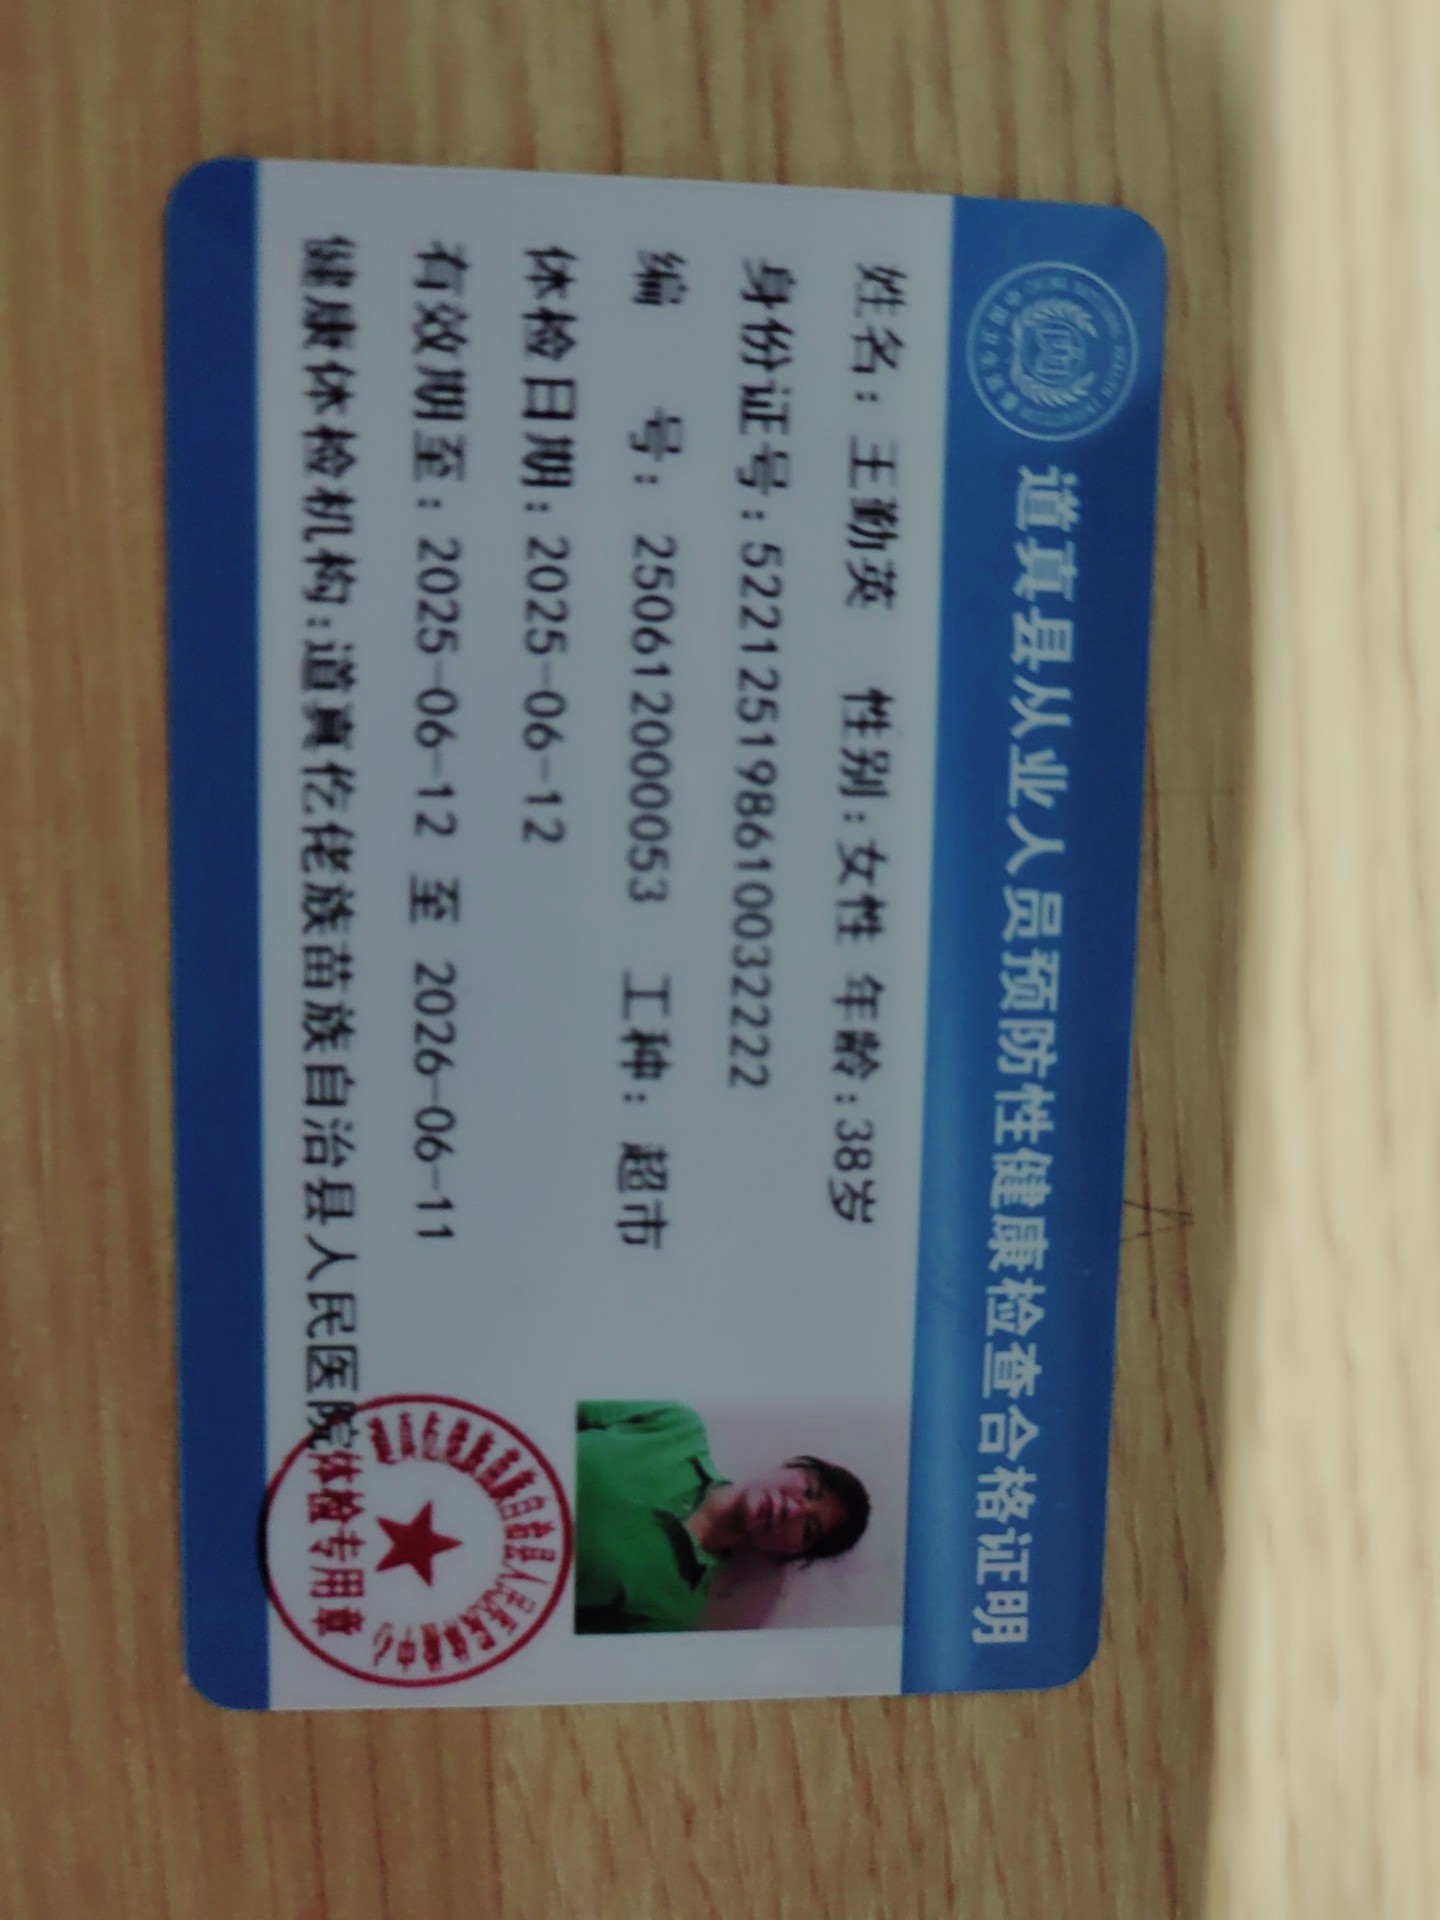 道真县从业人员预防性健康检查合格证明
姓名：王勤英 性别：女性 年龄：38岁
身份证号：522125198610032222
编 号：2506120000053 工种：超市
体检日期：2025-06-12
有效期至：2025-06-12 至 2026-06-11
健康体检机构：道真仡佬族苗族自治县人民医院
体检专用章